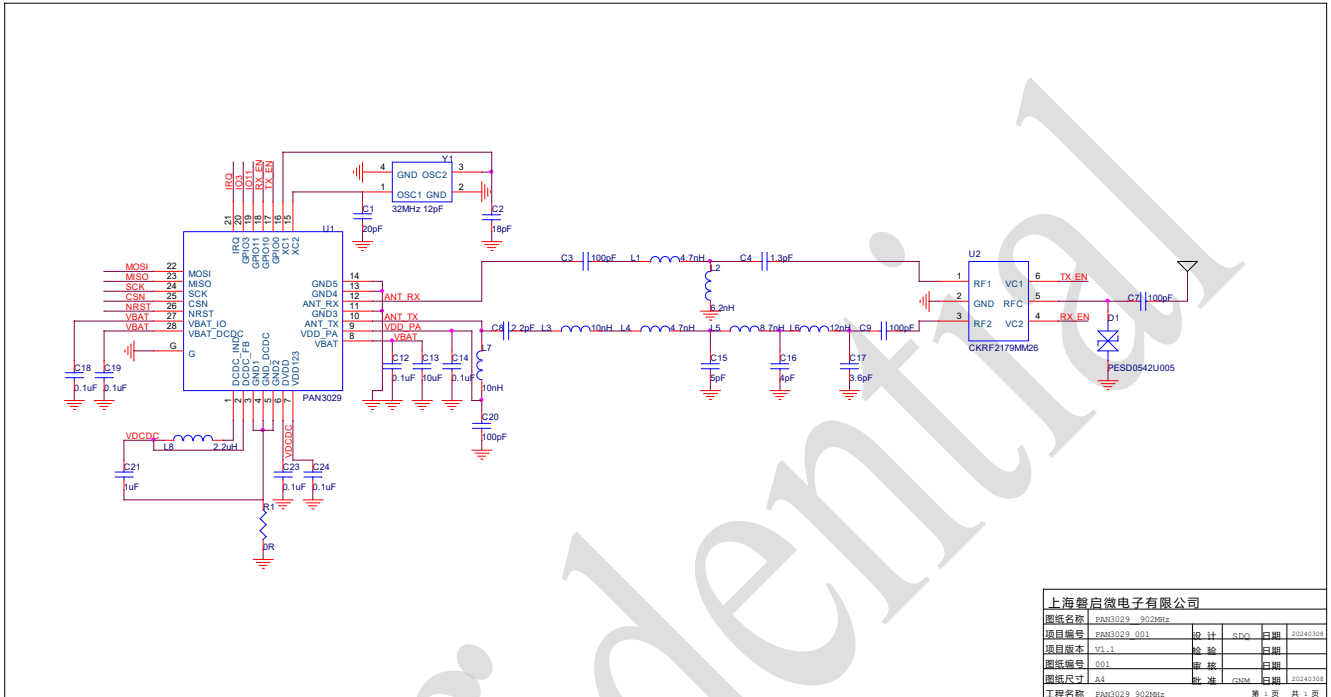 Y1
4 GND OSC2 3
1 OSC1 GND 2
32MHz 12pF
C1
20pF
C2
18pF
IRQ
IO3
IO11
RX_EN
TX_EN
21
20
19
18
17
16
15
U1
IRQ
GPIO3
GPIO11
GPIO10
GPIO0
XC1
XC2
MOSI 22 MOSI
MISO 23 MISO
SCK 24 SCK
CSN 25 CSN
NRST 26 NRST
VBAT 27 VBAT_IO
VBAT 28 VBAT_DCDC
G G
GND5 14
GND4 13
ANT_RX 12 ANT_RX
GND3 11
ANT_TX 10 ANT_TX
VDD_PA 9 VDD_PA
VBAT 8 VBAT
DCDC_IND
DCDC_FB
GND1
GND_DCDC
GND2
DVDD
VDD123
1
2
3
4
5
6
7
PAN3029
C18
0.1uF
C19
0.1uF
C12
0.1uF
C13
10uF
C14
0.1uF
L7
10nH
C20
100pF
VDCDC
L8 2.2uH
C21
1uF
VDCDC
C23
0.1uF
C24
0.1uF
R1
0R
C3 100pF L1 4.7nH
L2
6.2nH
C4 1.3pF
C8 2.2pF L3 10nH L4 4.7nH L5 8.7nH L6 12nH C9 100pF
C15
5pF
C16
4pF
C17
3.6pF
U2
1 RF1 VC1 6 TX_EN
2 GND RFC 5
3 RF2 VC2 4 RX_EN
CKRF2179MM26
C7 100pF
D1
PESD0542U005
dential
上海磐启微电子有限公司
图纸名称 PAN3029_902MHz
项目编号 PAN3029_001 设 计 SDQ 日期 20240308
项目版本 V1.1 检 验 日期
图纸编号 001 审 核 日期
图纸尺寸 A4 批 准 GNM 日期 20240308
工程名称 PAN3029_902MHz 第 1 页 共 1 页